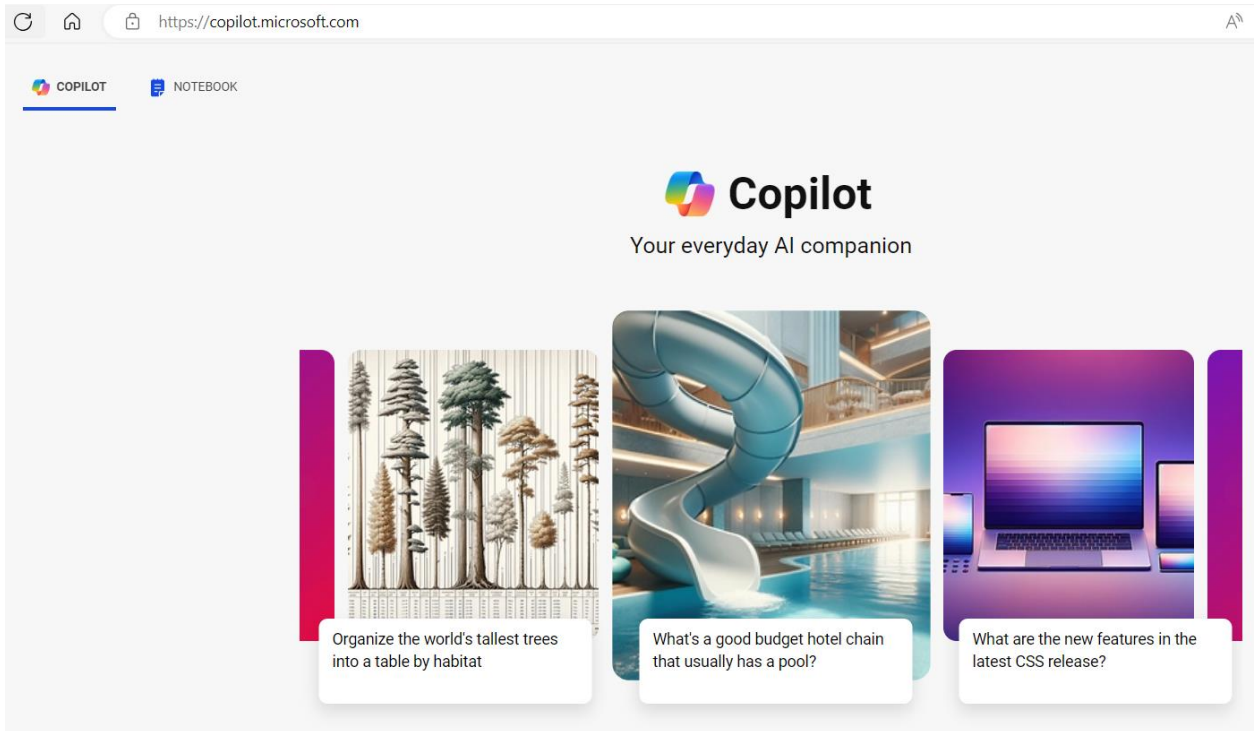 https://copilot.microsoft.com
A
COPILOT
NOTEBOOK
Copilot
Your everyday AI companion
Organize the world's tallest trees
into a table by habitat
What's a good budget hotel chain
that usually has a pool?
What are the new features in the
latest CSS release?